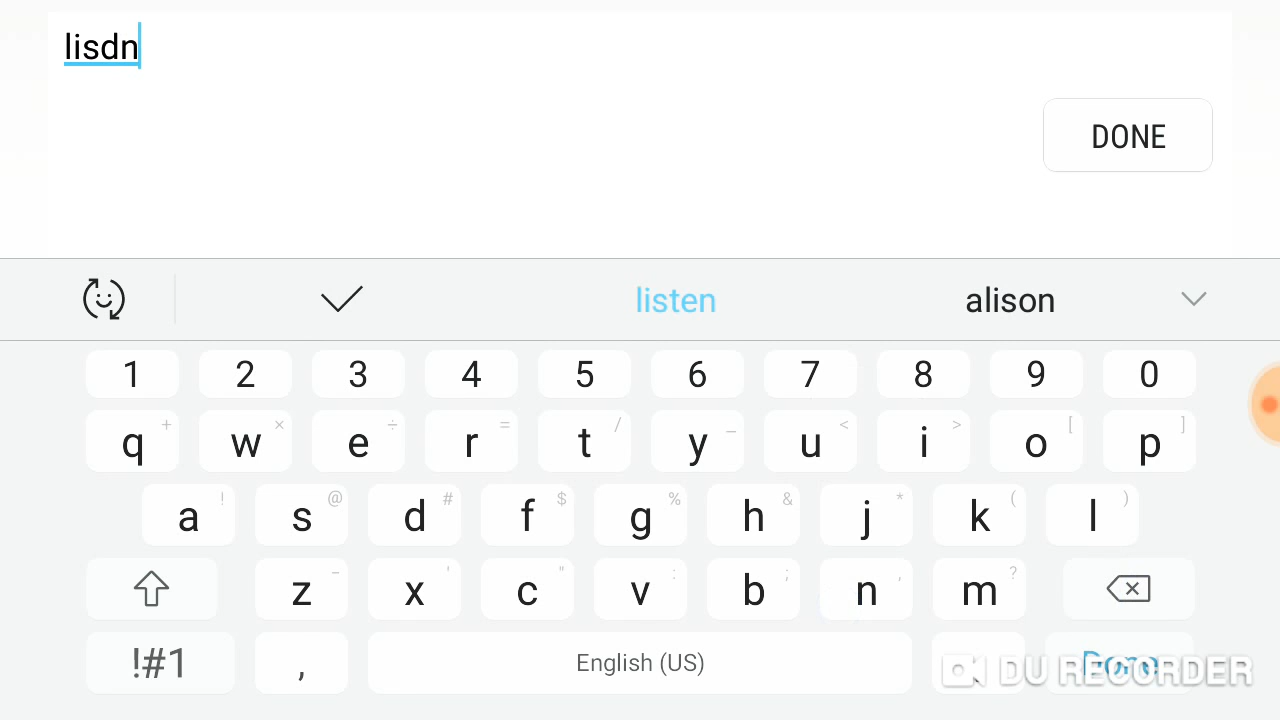 lisdn
DONE
listen alison
1 2 3 4 5 6 7 8 9 0
q + w × e ÷ r = t / y _ u < i > o [ p ]
a ! s @ d # f $ g % h & j * k ( l )
z - x ' c " v : b ; n , m ?
!#1 , English (US) Done
DU RECORDER